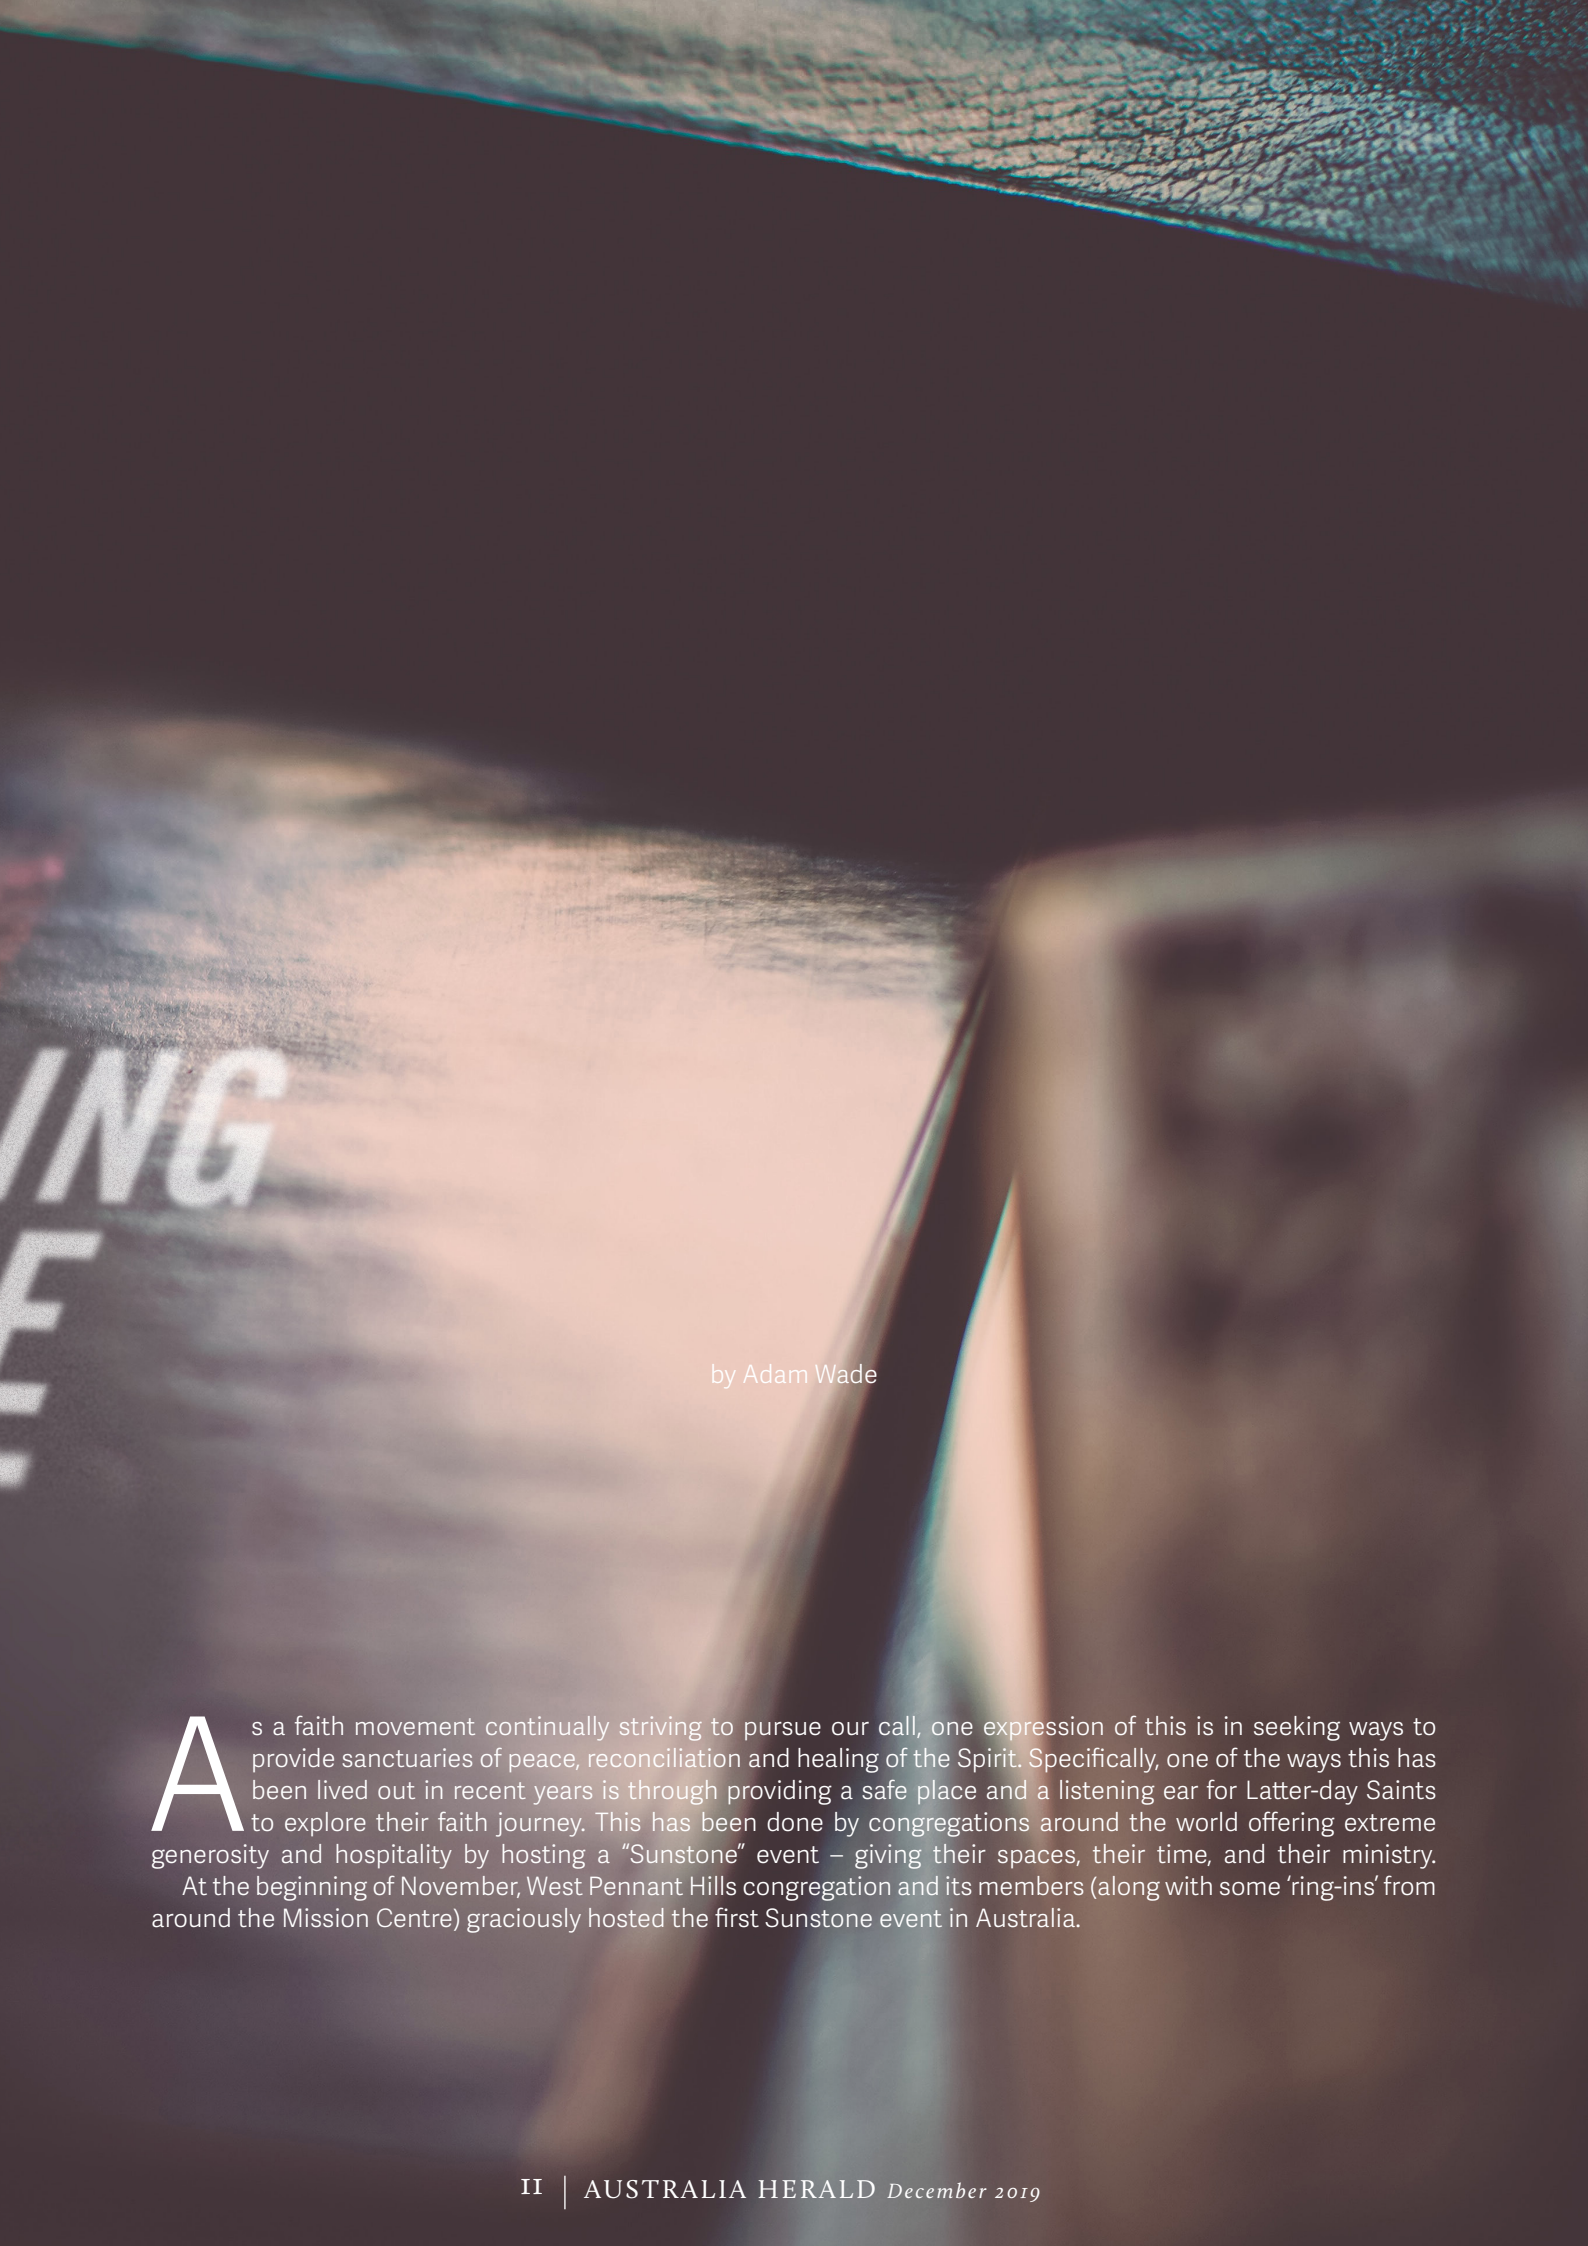 ING
E
E
by Adam Wade
As a faith movement continually striving to pursue our call, one expression of this is in seeking ways to
provide sanctuaries of peace, reconciliation and healing of the Spirit. Specifically, one of the ways this has
been lived out in recent years is through providing a safe place and a listening ear for Latter-day Saints
to explore their faith journey. This has been done by congregations around the world offering extreme
generosity and hospitality by hosting a “Sunstone” event – giving their spaces, their time, and their ministry.
At the beginning of November, West Pennant Hills congregation and its members (along with some ‘ring-ins’ from
around the Mission Centre) graciously hosted the first Sunstone event in Australia.
11 | AUSTRALIA HERALD December 2019